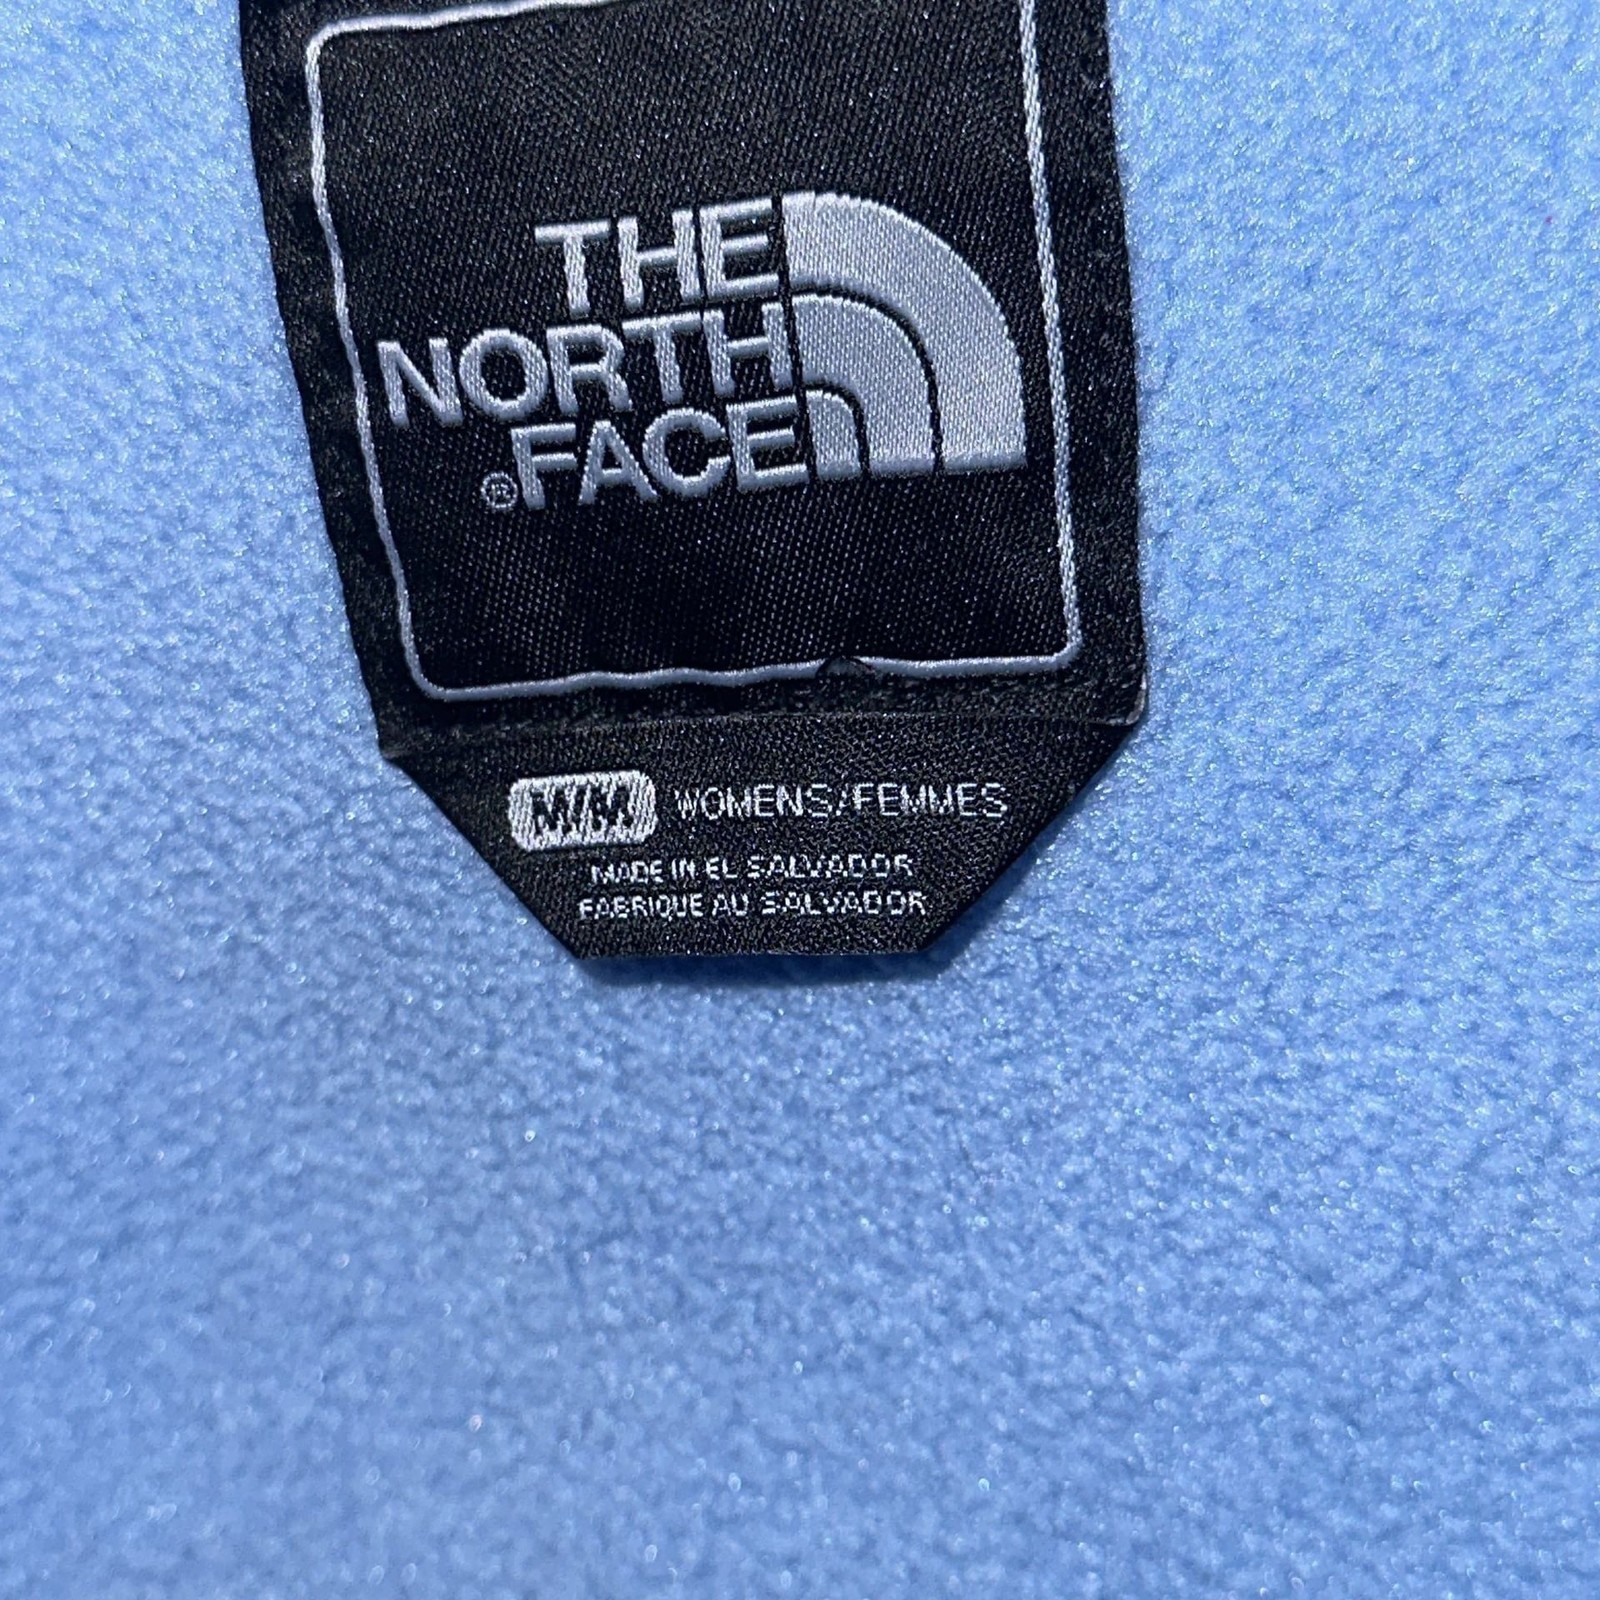 THE
NORTH
®FACE
M/M WOMENS/FEMMES
MADE IN EL SALVADOR
FABRIQUE AU SALVADOR